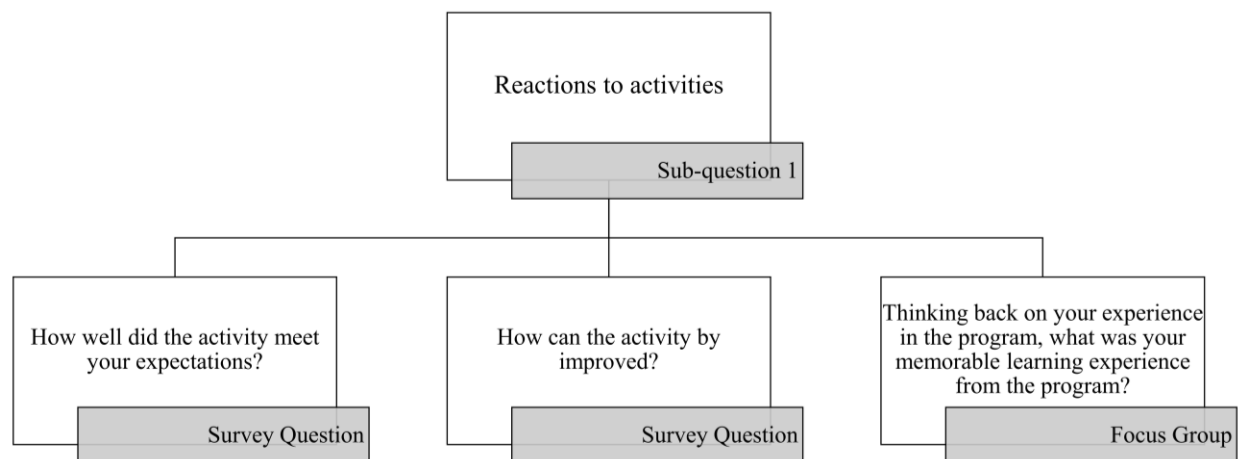 Reactions to activities
Sub-question 1
How well did the activity meet
your expectations?
Survey Question
How can the activity by
improved?
Survey Question
Thinking back on your experience
in the program, what was your
memorable learning experience
from the program?
Focus Group